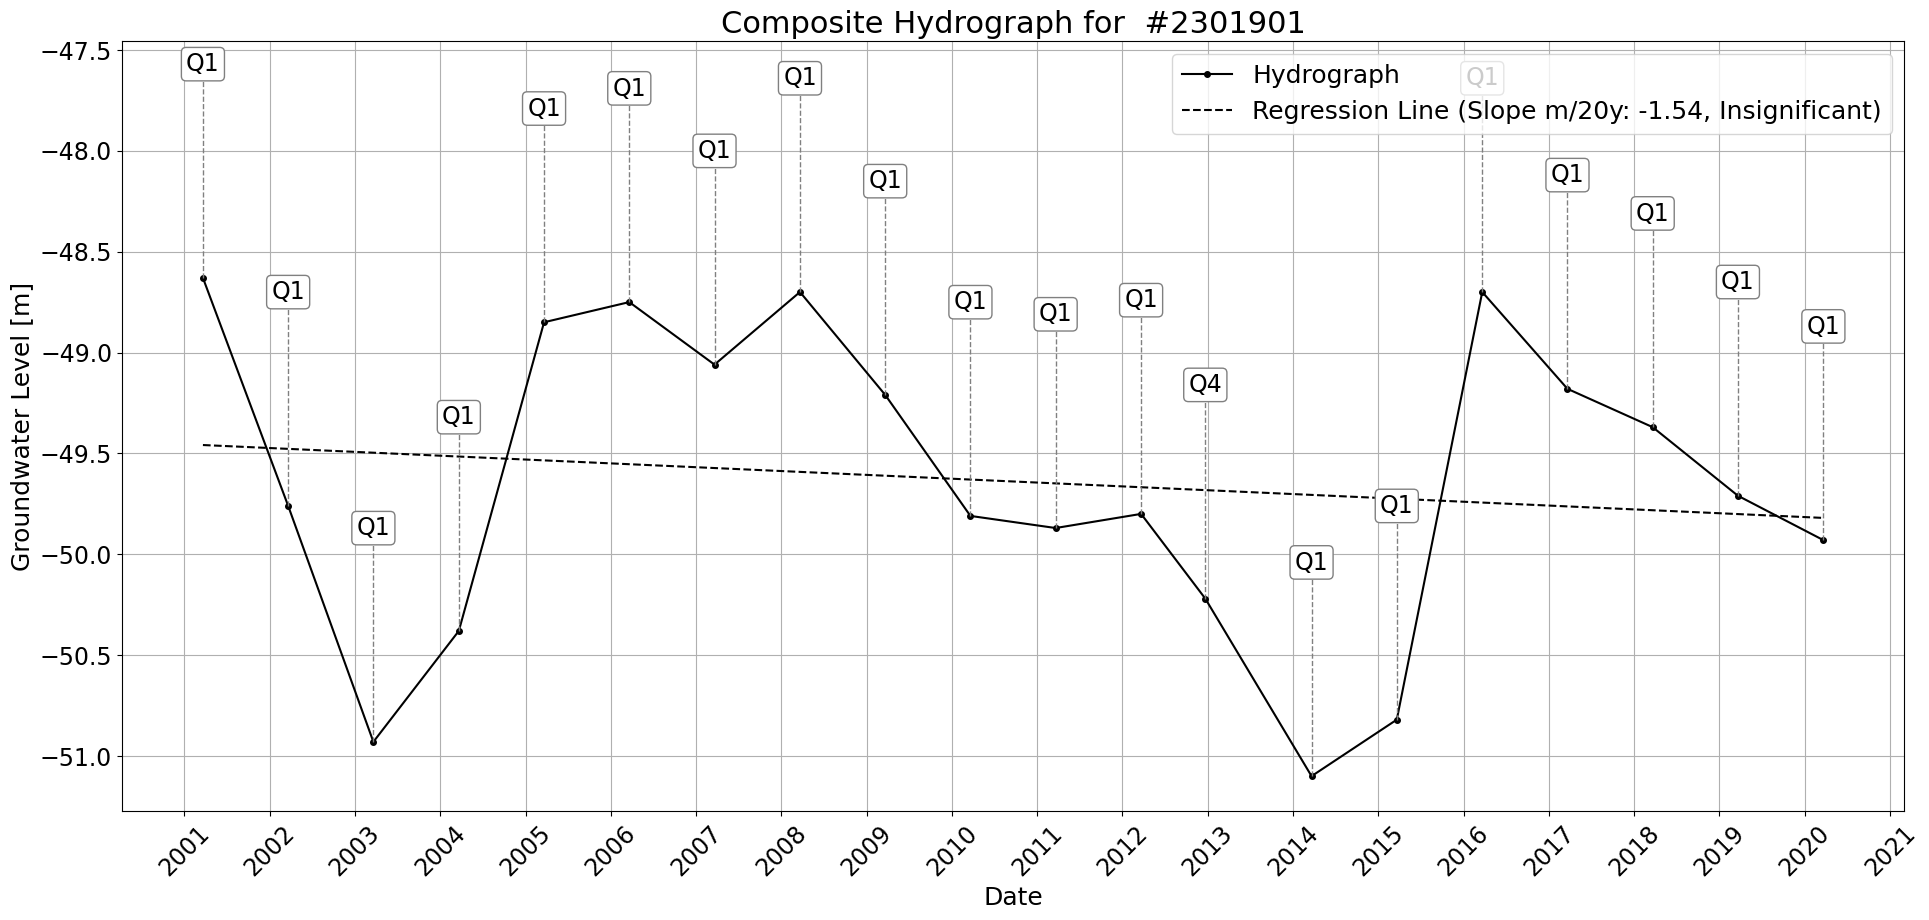 Composite Hydrograph for #2301901
Hydrograph
Regression Line (Slope m/20y: -1.54, Insignificant)
Groundwater Level [m]
−47.5
−48.0
−48.5
−49.0
−49.5
−50.0
−50.5
−51.0
Q1
Q1
Q1
Q1
Q1
Q1
Q1
Q1
Q1
Q1
Q1
Q1
Q4
Q1
Q1
Q1
Q1
Q1
Q1
Q1
2001
2002
2003
2004
2005
2006
2007
2008
2009
2010
2011
2012
2013
2014
2015
2016
2017
2018
2019
2020
2021
Date